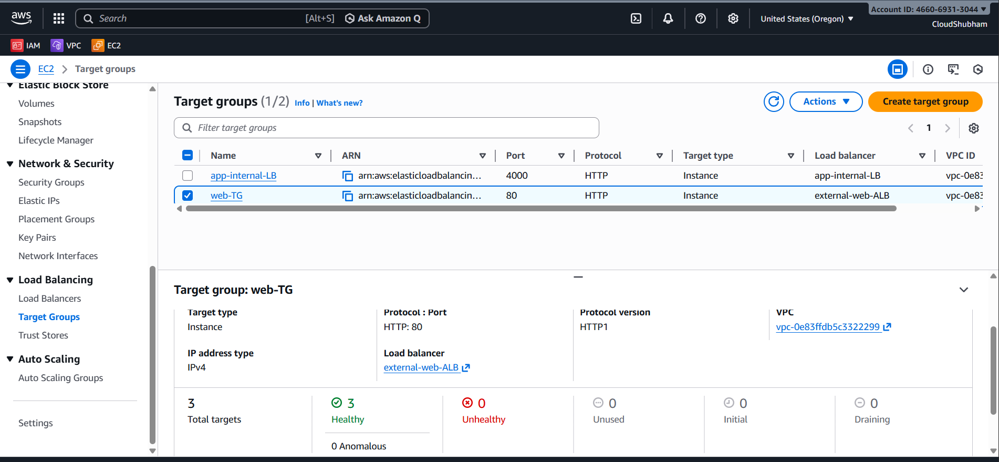 aws
Search [Alt+S] Ask Amazon Q
United States (Oregon)
Account ID: 4660-6931-3044
CloudShubham
IAM VPC EC2
EC2 Target groups
Elastic Block Store
Volumes
Snapshots
Lifecycle Manager
Network & Security
Security Groups
Elastic IPs
Placement Groups
Key Pairs
Network Interfaces
Load Balancing
Load Balancers
Target Groups
Trust Stores
Auto Scaling
Auto Scaling Groups
Settings
Target groups (1/2) Info | What's new?
Actions
Create target group
Filter target groups
1
Name ARN Port Protocol Target type Load balancer VPC ID
app-internal-LB arn:aws:elasticloadbalancin... 4000 HTTP Instance app-internal-LB vpc-0e83
web-TG arn:aws:elasticloadbalancin... 80 HTTP Instance external-web-ALB vpc-0e83
Target group: web-TG
Target type
Instance
Protocol : Port
HTTP: 80
Protocol version
HTTP1
VPC
vpc-0e83ffdb5c3322299
IP address type
IPv4
Load balancer
external-web-ALB
3
Total targets
3
Healthy
0 Anomalous
0
Unhealthy
0
Unused
0
Initial
0
Draining